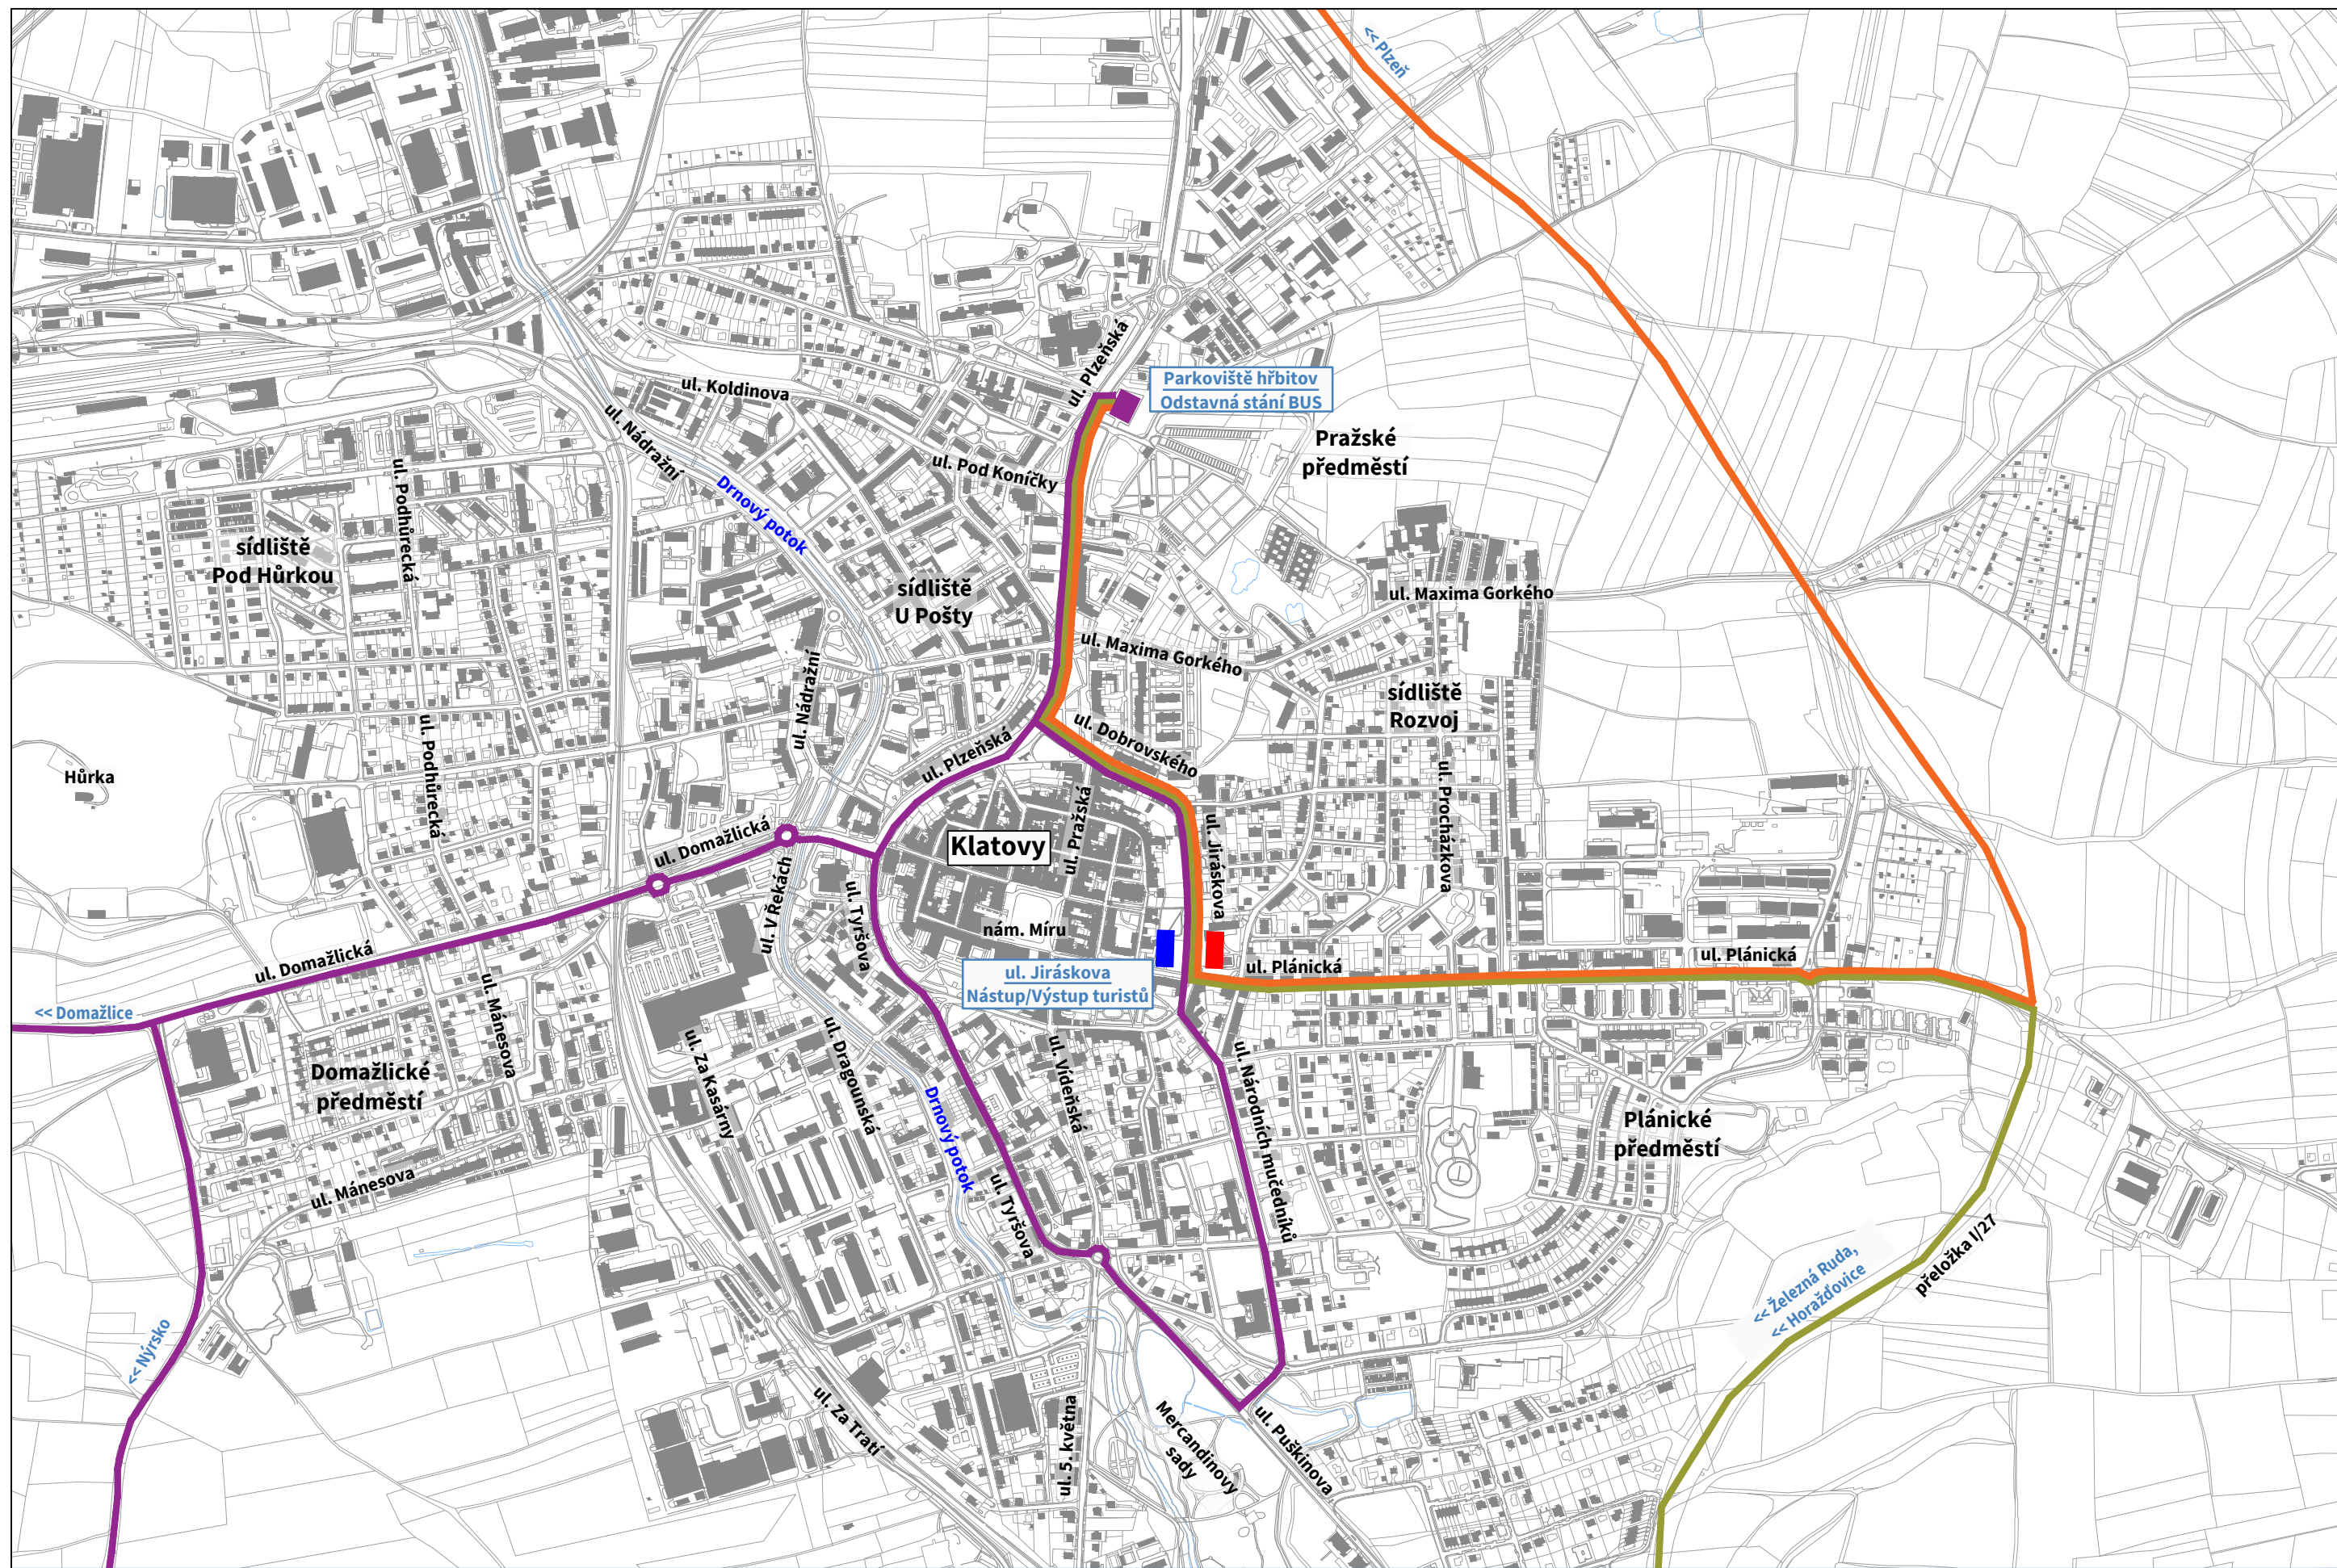 << Plzeň
ul. Plzeňská
Parkoviště hřbitov
Odstavná stání BUS
ul. Koldinova
ul. Nádražní
Pražské
předměstí
ul. Pod Koníčky
ul. Podhůrecká
Drnový potok
sídliště
Pod Hůrkou
sídliště
U Pošty
ul. Maxima Gorkého
ul. Maxima Gorkého
ul. Nádražní
sídliště
Rozvoj
ul. Podhůrecká
ul. Plzeňská
ul. Dobrovského
Hůrka
ul. Procházkova
ul. Pražská
ul. Jiráskova
ul. Domažlická
Klatovy
ul. V Řekách
ul. Tyršova
nám. Míru
ul. Domažlická
ul. Plánická
ul. Plánická
ul. Jiráskova
Nástup/Výstup turistů
<< Domažlice
ul. Mánesova
ul. Za Kasárny
ul. Dragounská
ul. Vídeňská
ul. Národních mučedníků
Domažlické
předměstí
Drnový potok
Plánické
předměstí
ul. Mánesova
ul. Tyršova
přeložka I/27
<< Železná Ruda,
<< Horažďovice
<< Nýrsko
ul. Za Tratí
ul. 5. května
Mercandinovy
sady
ul. Puškinova